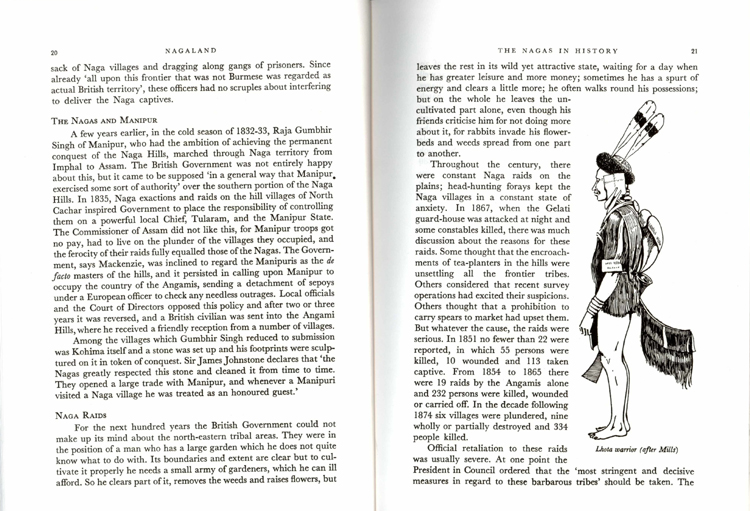 20
NAGALAND
sack of Naga villages and dragging along gangs of prisoners. Since
already ‘all upon this frontier that was not Burmese was regarded as
actual British territory’, these officers had no scruples about interfering
to deliver the Naga captives.
THE NAGAS AND MANIPUR
A few years earlier, in the cold season of 1832-33, Raja Gumbhir
Singh of Manipur, who had the ambition of achieving the permanent
conquest of the Naga Hills, marched through Naga territory from
Imphal to Assam. The British Government was not entirely happy
about this, but it came to be supposed ‘in a general way that Manipur
exercised some sort of authority’ over the southern portion of the Naga
Hills. In 1835, Naga exactions and raids on the hill villages of North
Cachar inspired Government to place the responsibility of controlling
them on a powerful local Chief, Tularam, and the Manipur State.
The Commissioner of Assam did not like this, for Manipur troops got
no pay, had to live on the plunder of the villages they occupied, and
the ferocity of their raids fully equalled those of the Nagas. The Govern-
ment, says Mackenzie, was inclined to regard the Manipuris as the de
facto masters of the hills, and it persisted in calling upon Manipur to
occupy the country of the Angamis, sending a detachment of sepoys
under a European officer to check any needless outrages. Local officials
and the Court of Directors opposed this policy and after two or three
years it was reversed, and a British civilian was sent into the Angami
Hills, where he received a friendly reception from a number of villages.
Among the villages which Gumbhir Singh reduced to submission
was Kohima itself and a stone was set up and his footprints were sculp-
tured on it in token of conquest. Sir James Johnstone declares that ‘the
Nagas greatly respected this stone and cleaned it from time to time.
They opened a large trade with Manipur, and whenever a Manipuri
visited a Naga village he was treated as an honoured guest.’
NAGA RAIDS
For the next hundred years the British Government could not
make up its mind about the north-eastern tribal areas. They were in
the position of a man who has a large garden which he does not quite
know what to do with. Its boundaries and extent are clear but to cul-
tivate it properly he needs a small army of gardeners, which he can ill
afford. So he clears part of it, removes the weeds and raises flowers, but
THE NAGAS IN HISTORY
21
leaves the rest in its wild yet attractive state, waiting for a day when
he has greater leisure and more money; sometimes he has a spurt of
energy and clears a little more; he often walks round his possessions;
but on the whole he leaves the un-
cultivated part alone, even though his
friends criticise him for not doing more
about it, for rabbits invade his flower-
beds and weeds spread from one part
to another.
Throughout the century, there
were constant Naga raids on the
plains; head-hunting forays kept the
Naga villages in a constant state of
anxiety. In 1867, when the Gelati
guard-house was attacked at night and
some constables killed, there was much
discussion about the reasons for these
raids. Some thought that the encroach-
ments of tea-planters in the hills were
unsettling all the frontier tribes.
Others considered that recent survey
operations had excited their suspicions.
Others thought that a prohibition to
carry spears to market had upset them.
But whatever the cause, the raids were
serious. In 1851 no fewer than 22 were
reported, in which 55 persons were
killed, 10 wounded and 113 taken
captive. From 1854 to 1865 there
were 19 raids by the Angamis alone
and 232 persons were killed, wounded
or carried off. In the decade following
1874 six villages were plundered, nine
wholly or partially destroyed and 334
people killed.
Official retaliation to these raids
was usually severe. At one point the
President in Council ordered that the ‘most stringent and decisive
measures in regard to these barbarous tribes’ should be taken. The
Lhota warrior (after Mills)